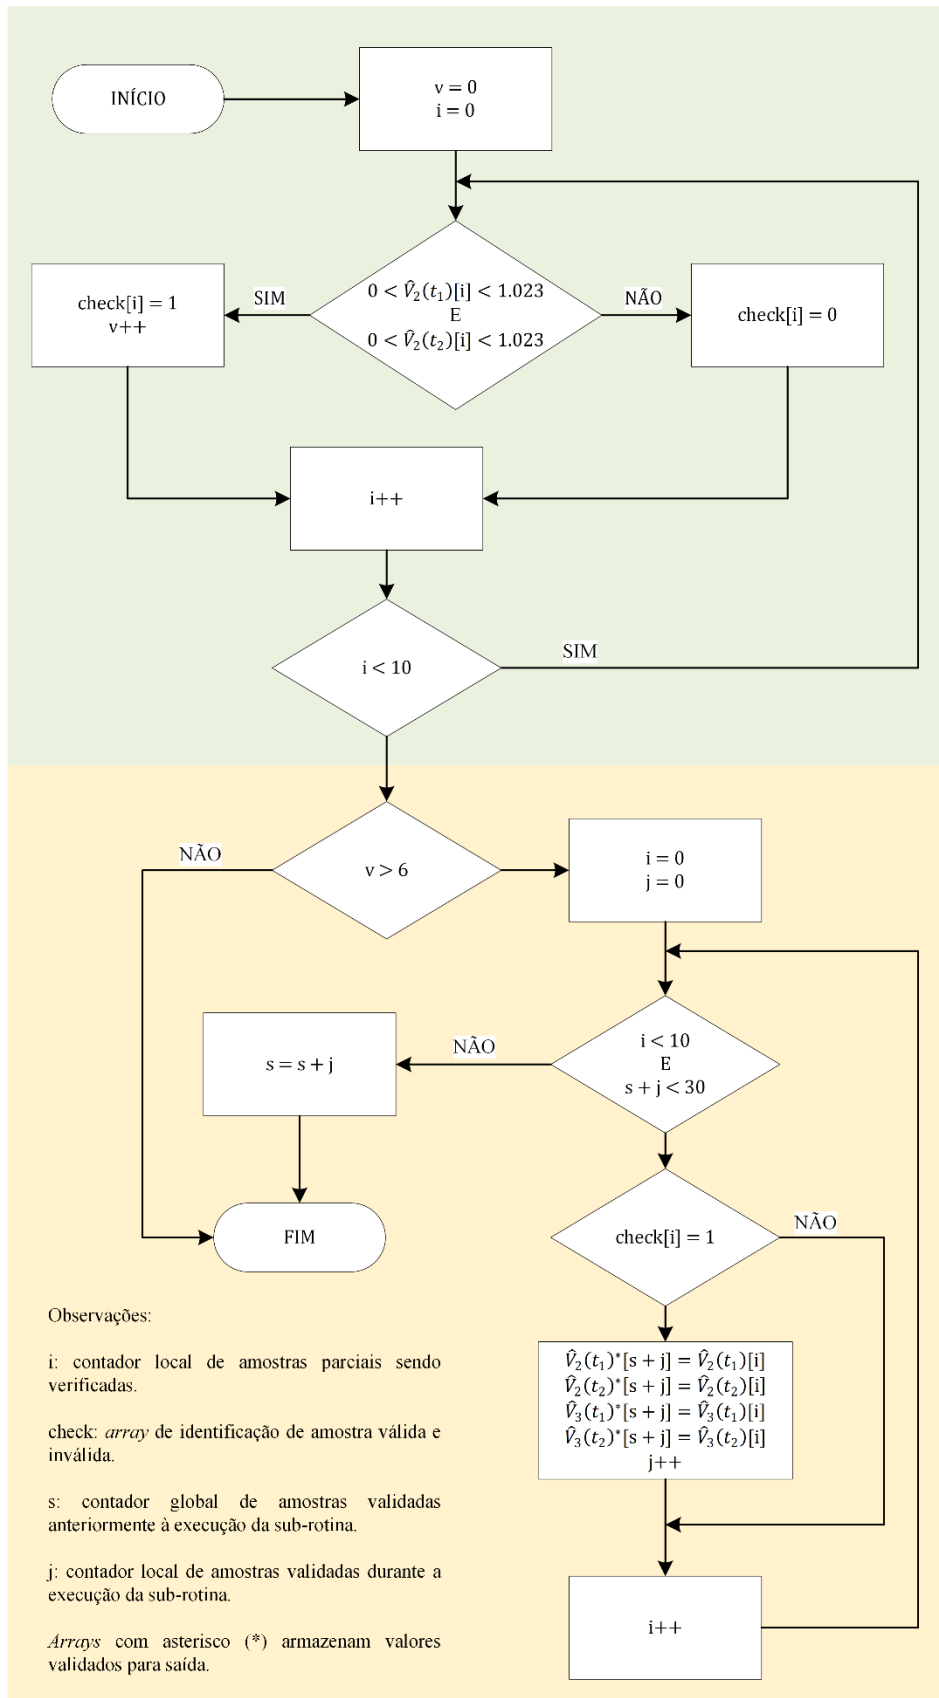 INÍCIO
v = 0
i = 0
0 < V̂₂(t₁)[i] < 1.023
E
0 < V̂₂(t₂)[i] < 1.023
SIM
NÃO
check[i] = 1
v++
check[i] = 0
i++
i < 10
SIM
v > 6
NÃO
i = 0
j = 0
i < 10
E
s + j < 30
NÃO
s = s + j
FIM
check[i] = 1
NÃO
V̂₂(t₁)*[s + j] = V̂₂(t₁)[i]
V̂₂(t₂)*[s + j] = V̂₂(t₂)[i]
V̂₃(t₁)*[s + j] = V̂₃(t₁)[i]
V̂₃(t₂)*[s + j] = V̂₃(t₂)[i]
j++
i++
Observações:
i: contador local de amostras parciais sendo
verificadas.
check: array de identificação de amostra válida e
inválida.
s: contador global de amostras validadas
anteriormente à execução da sub-rotina.
j: contador local de amostras validadas durante a
execução da sub-rotina.
Arrays com asterisco (*) armazenam valores
validados para saída.